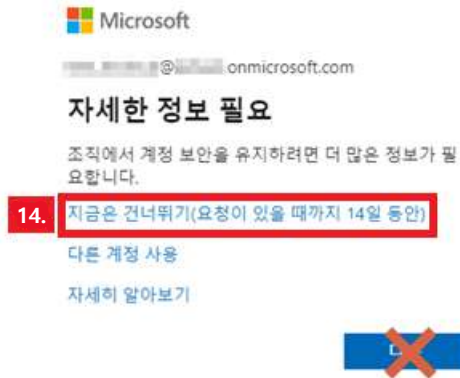 Microsoft
@ onmicrosoft.com
자세한 정보 필요
조직에서 계정 보안을 유지하려면 더 많은 정보가 필
요합니다.
14. 지금은 건너뛰기(요청이 있을 때까지 14일 동안)
다른 계정 사용
자세히 알아보기